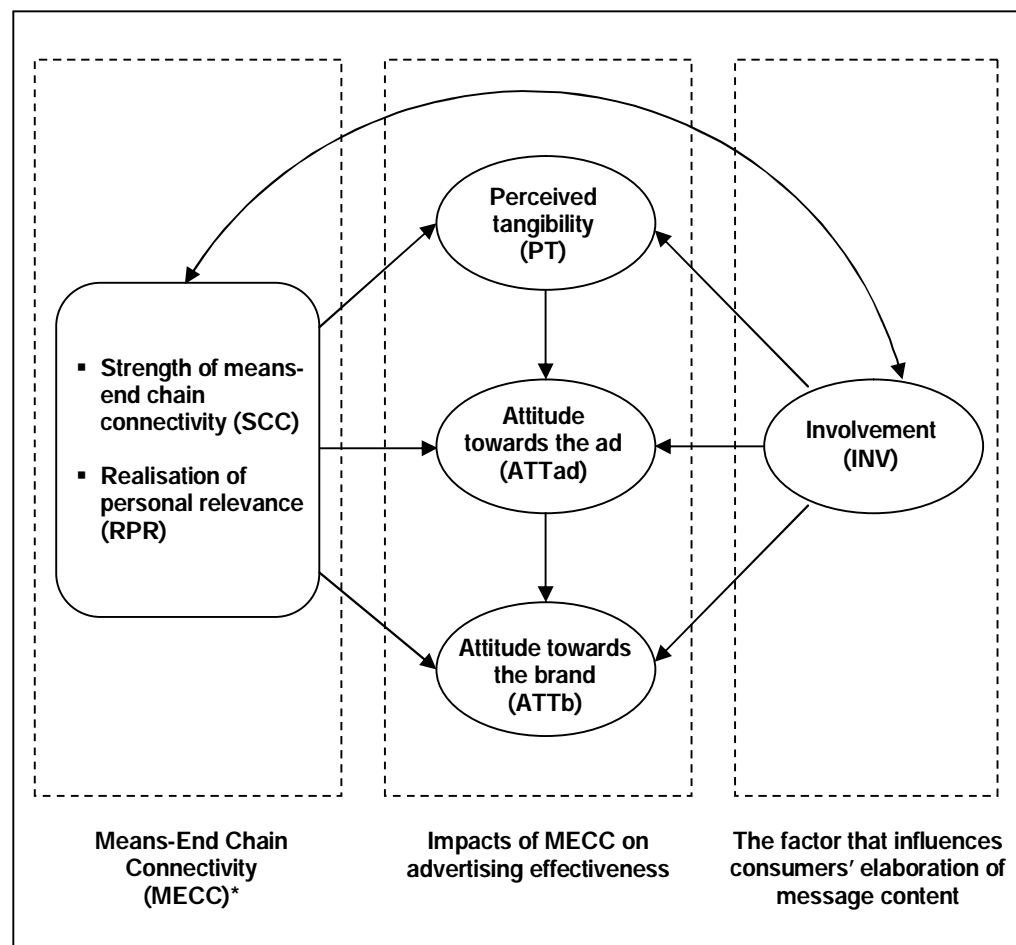 Perceived
tangibility
(PT)
▪ Strength of means-
end chain
connectivity (SCC)
▪ Realisation of
personal relevance
(RPR)
Attitude
towards the ad
(ATTad)
Involvement
(INV)
Attitude towards
the brand
(ATTb)
Means-End Chain
Connectivity
(MECC)*
Impacts of MECC on
advertising effectiveness
The factor that influences
consumers’ elaboration of
message content